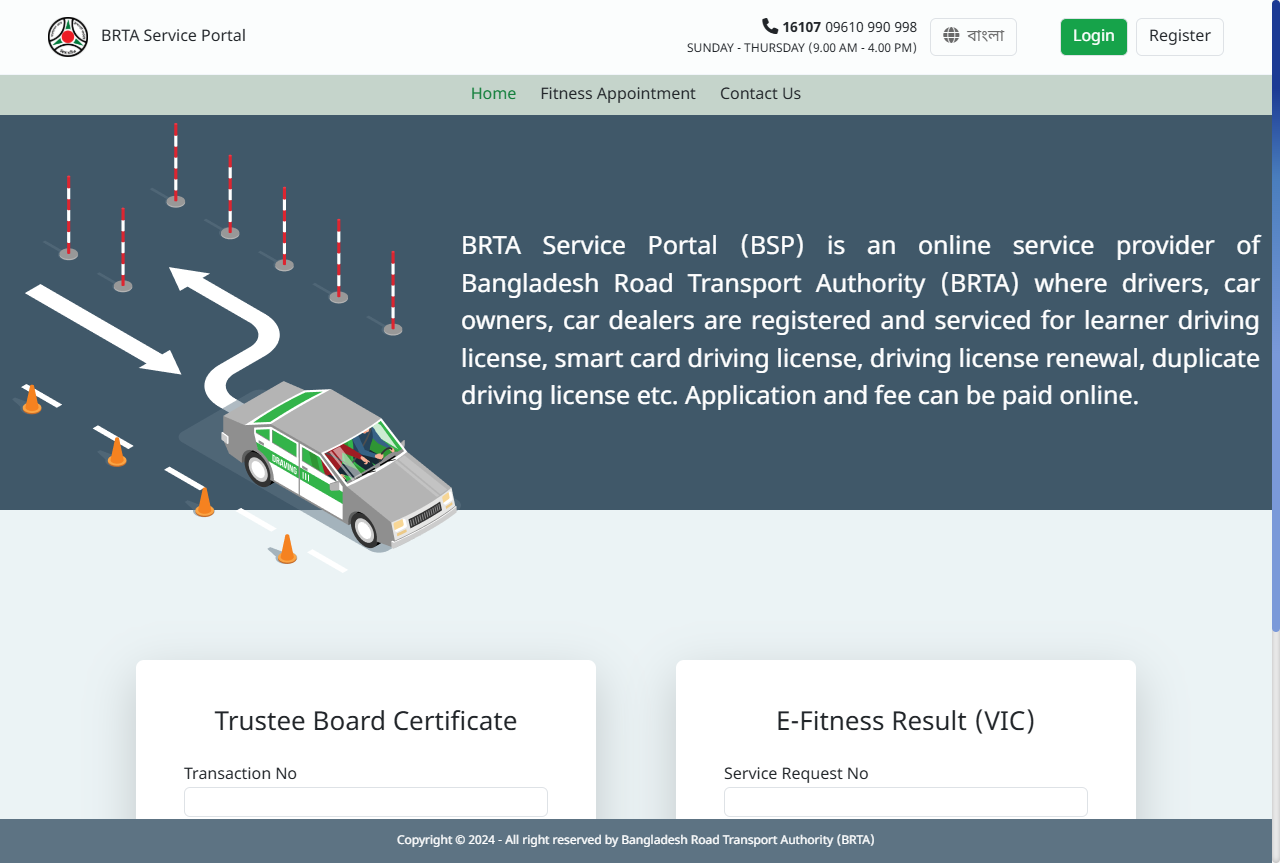 BRTA Service Portal
16107 09610 990 998
SUNDAY - THURSDAY (9.00 AM - 4.00 PM)
বাংলা
Login
Register
Home
Fitness Appointment
Contact Us
BRTA Service Portal (BSP) is an online service provider of
Bangladesh Road Transport Authority (BRTA) where drivers, car
owners, car dealers are registered and serviced for learner driving
license, smart card driving license, driving license renewal, duplicate
driving license etc. Application and fee can be paid online.
DRAVING
Trustee Board Certificate
Transaction No
E-Fitness Result (VIC)
Service Request No
Copyright © 2024 - All right reserved by Bangladesh Road Transport Authority (BRTA)